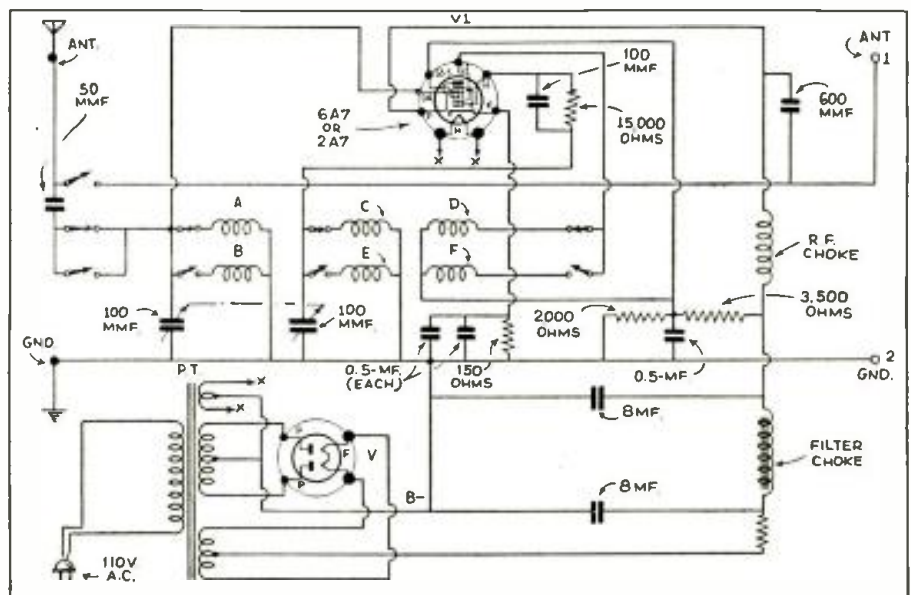 V1
ANT.
ANT
1
50
MMF
100
MMF
600
MMF
6A7
OR
2A7
15,000
OHMS
H
X X
A
C
D
B
E
F
R.F.
CHOKE
3,500
OHMS
2000
OHMS
100
MMF
100
MMF
GND.
0.5-MF.
(EACH)
150
OHMS
0.5-MF
2
GND.
P.T.
X
X
8MF
P
F
V
P
FILTER
CHOKE
B-
8MF
110V
A.C.